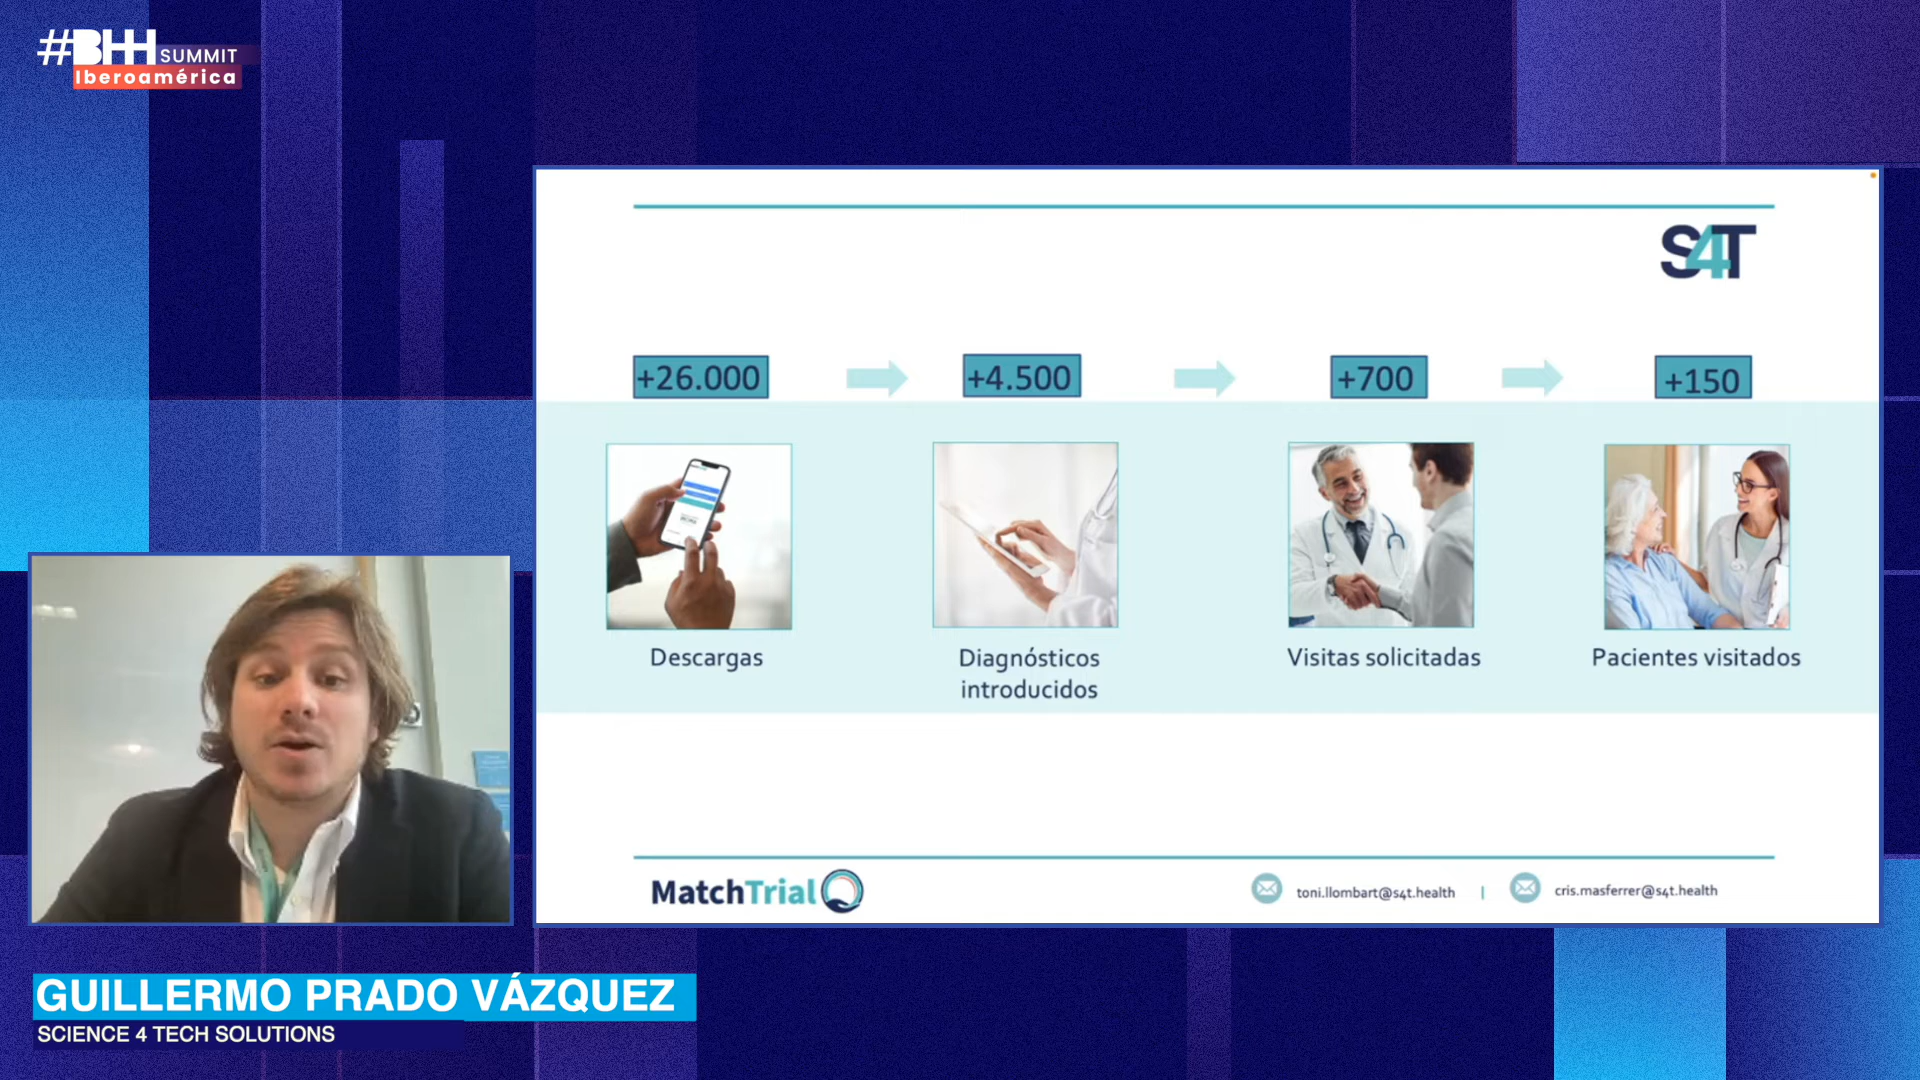 #BHH SUMMIT
Iberoamérica
S4T
+26.000
+4.500
+700
+150
Descargas
Diagnósticos
introducidos
Visitas solicitadas
Pacientes visitados
MatchTrial
toni.llombart@s4t.health | cris.masferrer@s4t.health
GUILLERMO PRADO VÁZQUEZ
SCIENCE 4 TECH SOLUTIONS